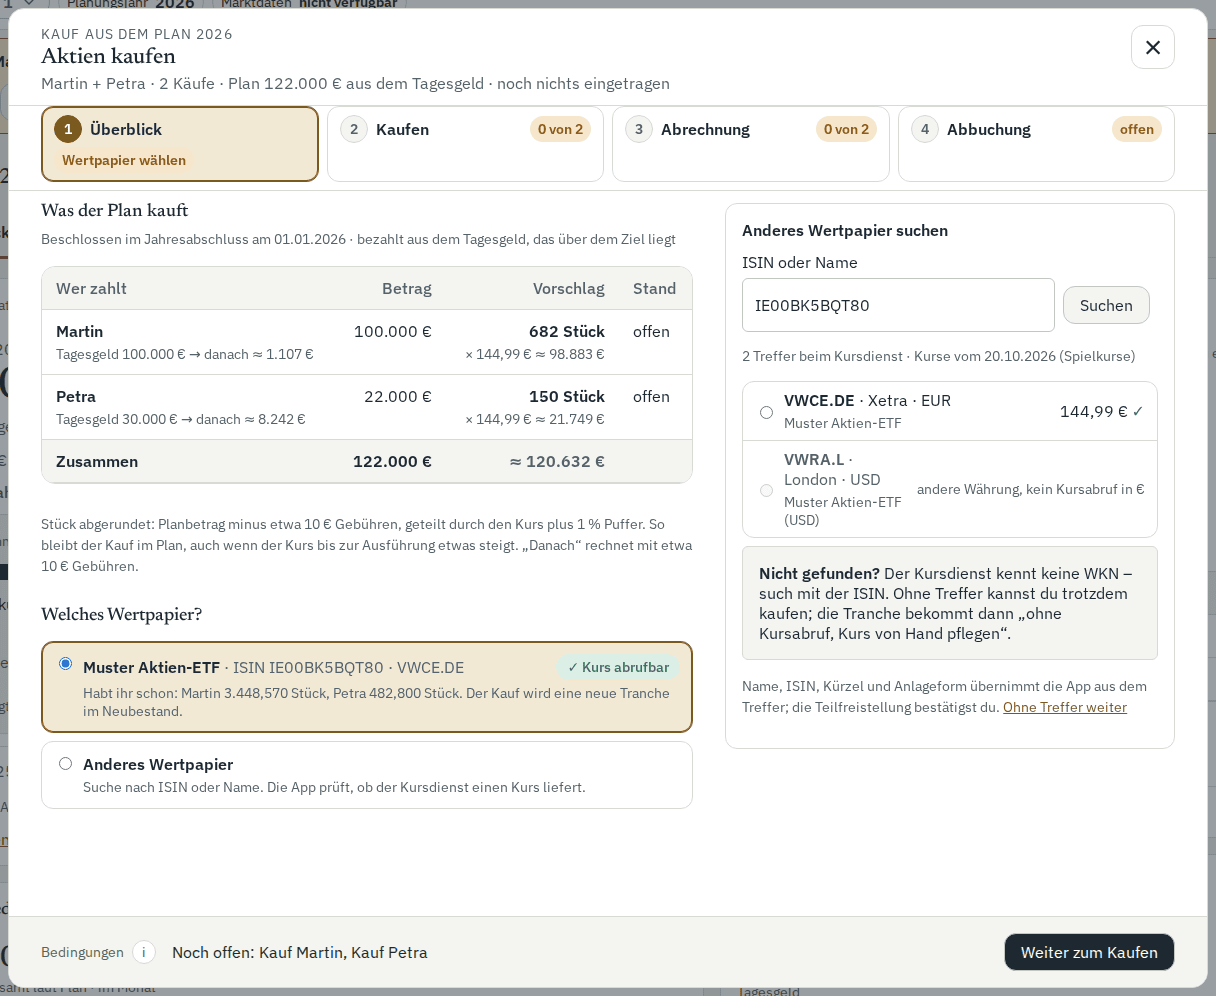 Planungsjahr 2026 Marktdaten nicht verfügbar
KAUF AUS DEM PLAN 2026
Aktien kaufen
Martin + Petra · 2 Käufe · Plan 122.000 € aus dem Tagesgeld · noch nichts eingetragen
1 Überblick
Wertpapier wählen
2 Kaufen 0 von 2
3 Abrechnung 0 von 2
4 Abbuchung offen
Was der Plan kauft
Beschlossen im Jahresabschluss am 01.01.2026 · bezahlt aus dem Tagesgeld, das über dem Ziel liegt
Wer zahlt Betrag Vorschlag Stand
Martin 100.000 € 682 Stück offen
Tagesgeld 100.000 € → danach ≈ 1.107 € × 144,99 € ≈ 98.883 €
Petra 22.000 € 150 Stück offen
Tagesgeld 30.000 € → danach ≈ 8.242 € × 144,99 € ≈ 21.749 €
Zusammen 122.000 € ≈ 120.632 €
Stück abgerundet: Planbetrag minus etwa 10 € Gebühren, geteilt durch den Kurs plus 1 % Puffer. So
bleibt der Kauf im Plan, auch wenn der Kurs bis zur Ausführung etwas steigt. „Danach“ rechnet mit etwa
10 € Gebühren.
Welches Wertpapier?
Muster Aktien-ETF · ISIN IE00BK5BQT80 · VWCE.DE ✓ Kurs abrufbar
Habt ihr schon: Martin 3.448,570 Stück, Petra 482,800 Stück. Der Kauf wird eine neue Tranche
im Neubestand.
Anderes Wertpapier
Suche nach ISIN oder Name. Die App prüft, ob der Kursdienst einen Kurs liefert.
Anderes Wertpapier suchen
ISIN oder Name
IE00BK5BQT80 Suchen
2 Treffer beim Kursdienst · Kurse vom 20.10.2026 (Spielkurse)
VWCE.DE · Xetra · EUR 144,99 € ✓
Muster Aktien-ETF
VWRA.L ·
London · USD
Muster Aktien-ETF
(USD)
andere Währung, kein Kursabruf in €
Nicht gefunden? Der Kursdienst kennt keine WKN –
such mit der ISIN. Ohne Treffer kannst du trotzdem
kaufen; die Tranche bekommt dann „ohne
Kursabruf, Kurs von Hand pflegen“.
Name, ISIN, Kürzel und Anlageform übernimmt die App aus dem
Treffer; die Teilfreistellung bestätigst du. Ohne Treffer weiter
Bedingungen i Noch offen: Kauf Martin, Kauf Petra Weiter zum Kaufen
Tagesgeld